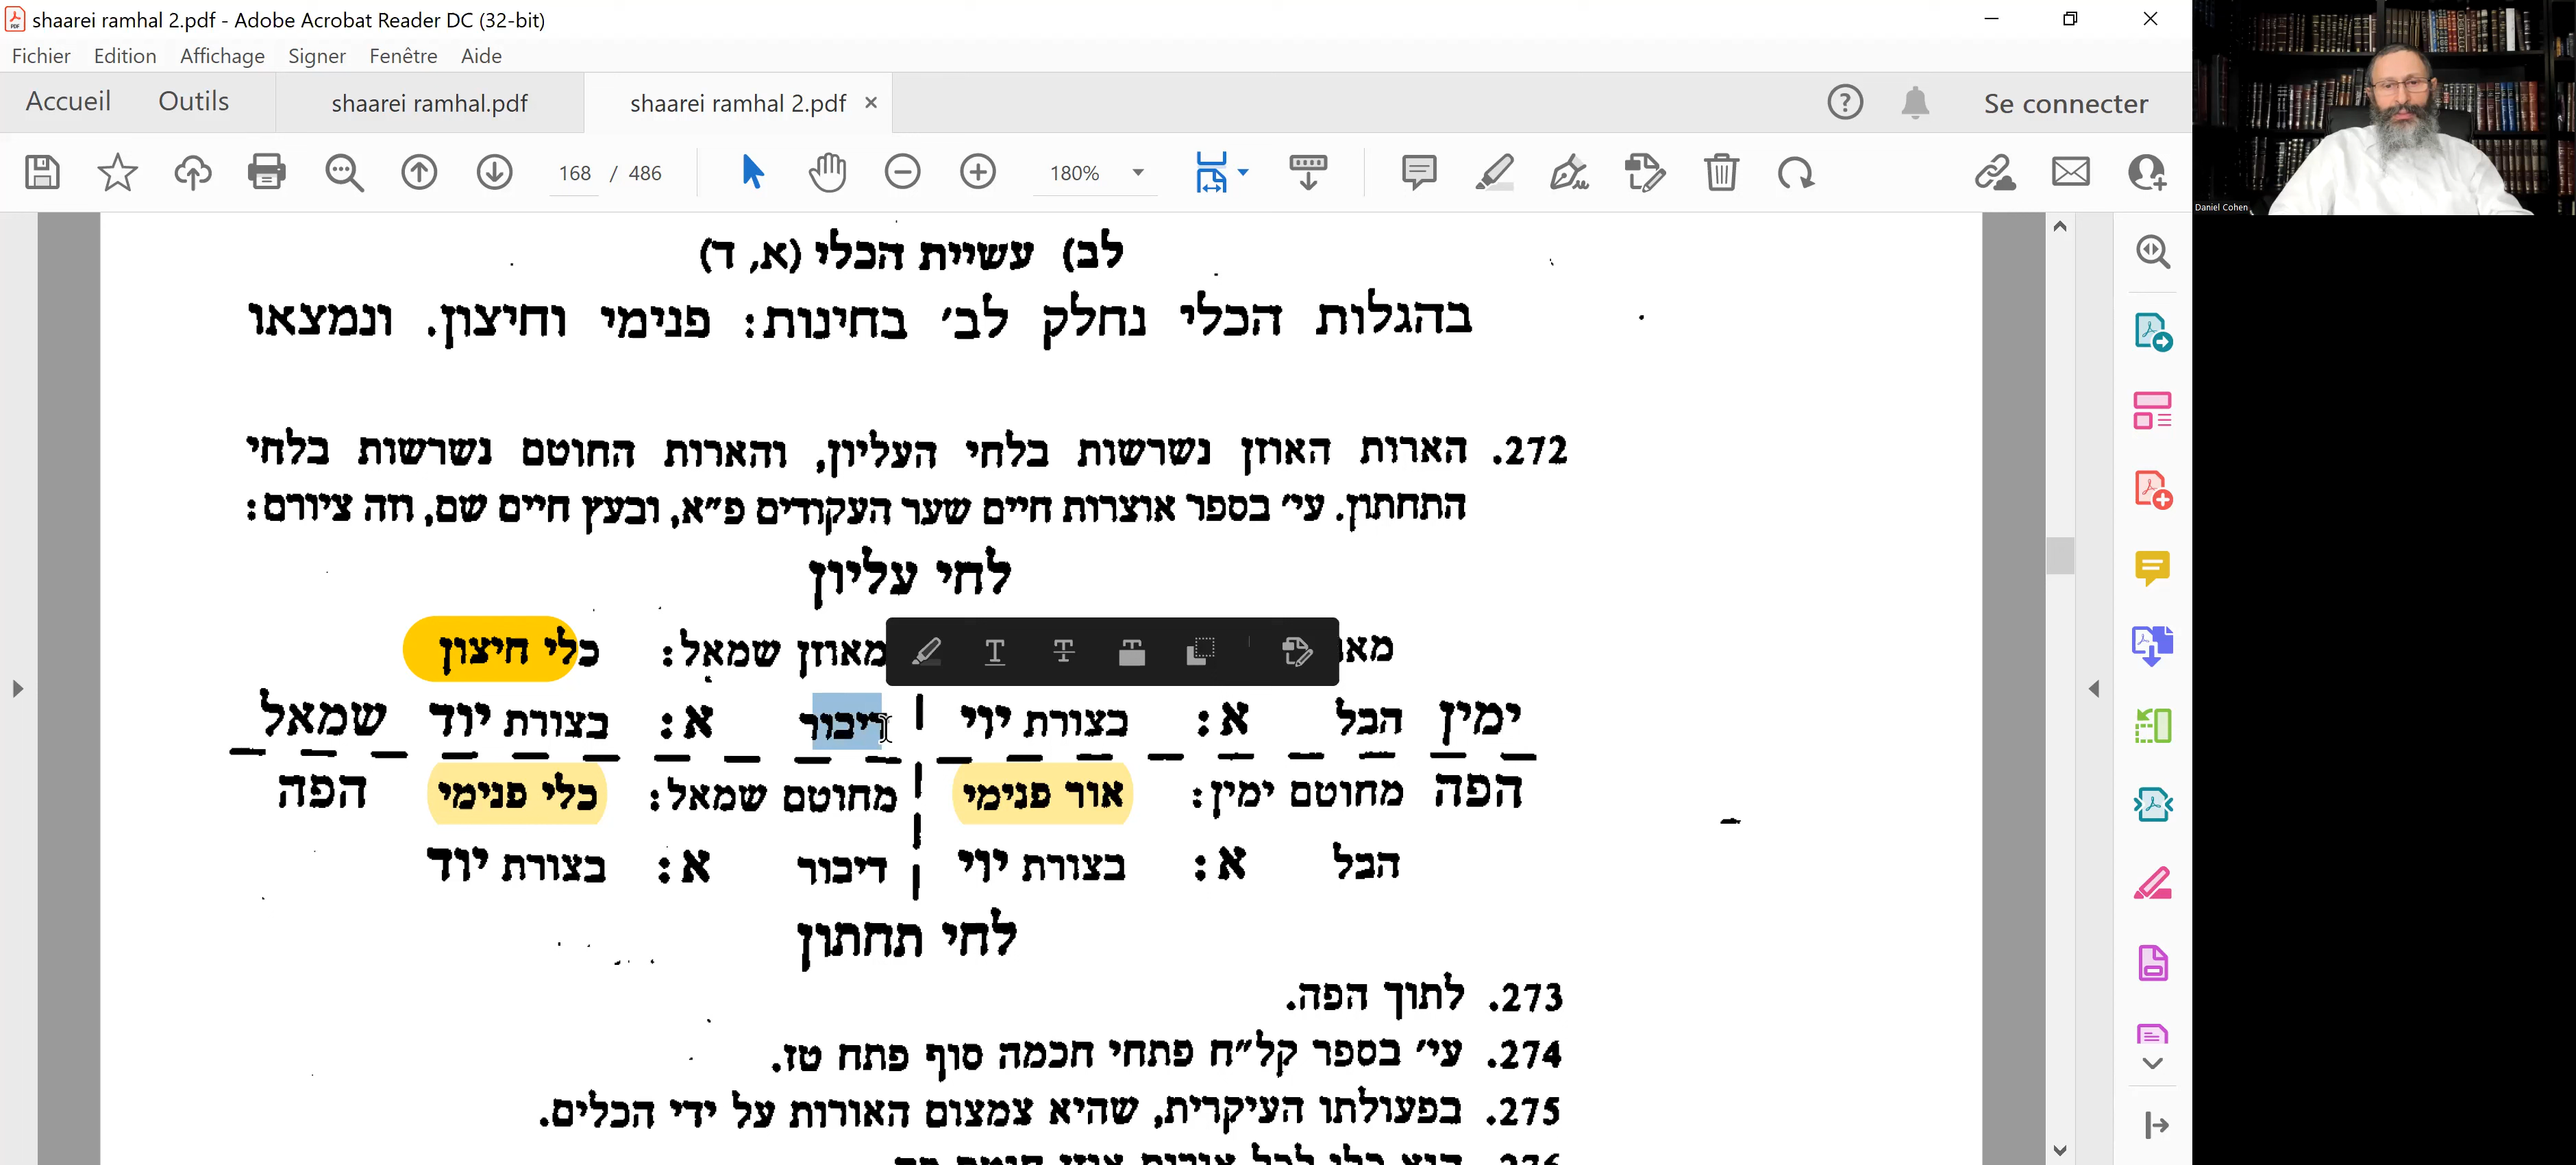 shaarei ramhal 2.pdf - Adobe Acrobat Reader DC (32-bit)
Fichier Edition Affichage Signer Fenêtre Aide
Accueil Outils shaarei ramhal.pdf shaarei ramhal 2.pdf Se connecter
168 / 486 180%
Daniel Cohen
לב) עשיית הכלי (א, ד)
בהגלות הכלי נחלק לב׳ בחינות: פנימי וחיצון. ונמצאו
272. הארות האוזן נשרשות בלחי העליון, והארות החוטם נשרשות בלחי
התחתון. עי׳ בספר אוצרות חיים שער העקודים פ״א, ובעץ חיים שם, וזה ציורם:
לחי עליון
מאוזן שמאל: כלי חיצון
ימין הבל א: בצורת יוי דיבור א: בצורת יוד שמאל
הפה מחוטם ימין: אור פנימי מחוטם שמאל: כלי פנימי הפה
הבל א: בצורת יוי דיבור א: בצורת יוד
לחי תחתון
273. לתוך הפה.
274. עי׳ בספר קל״ח פתחי חכמה סוף פתח טז.
275. בפעולתו העיקרית, שהיא צמצום האורות על ידי הכלים.